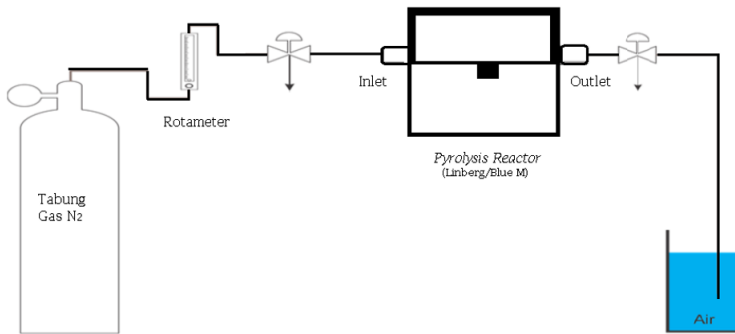 Inlet
Outlet
Rotameter
Pyrolysis Reactor
(Linberg/Blue M)
Tabung
Gas N2
Air